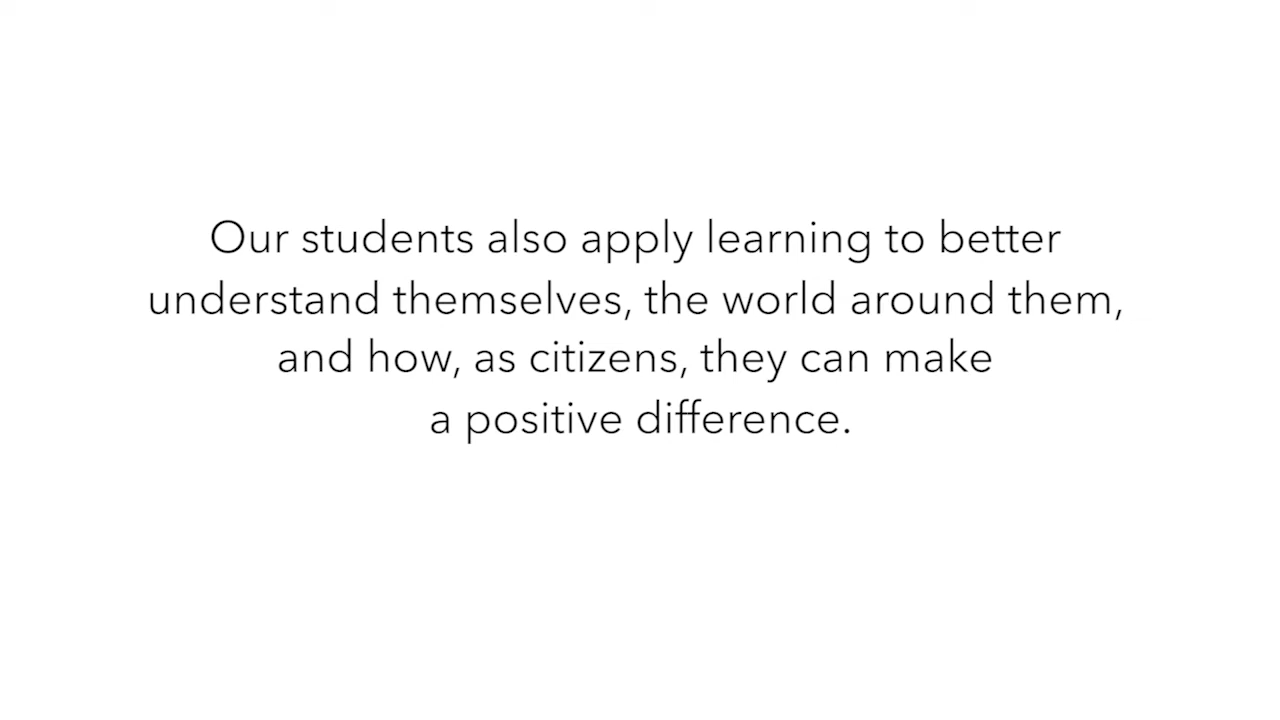 Our students also apply learning to better
understand themselves, the world around them,
and how, as citizens, they can make
a positive difference.